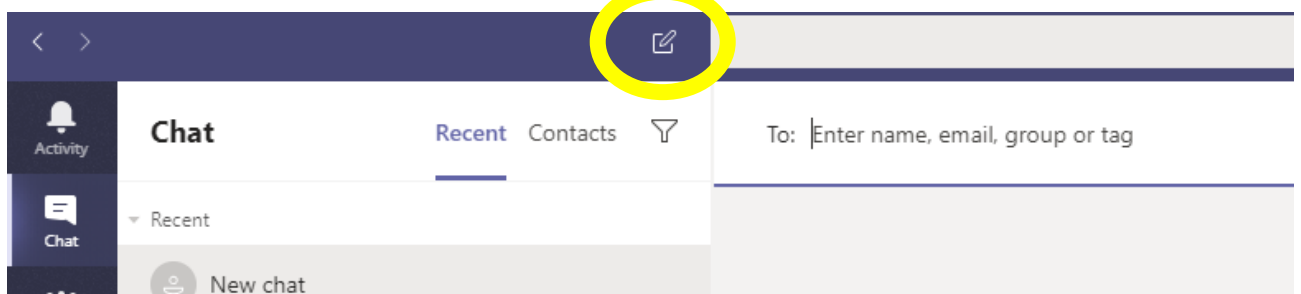 Activity
Chat
Chat Recent Contacts
Recent
New chat
To: Enter name, email, group or tag